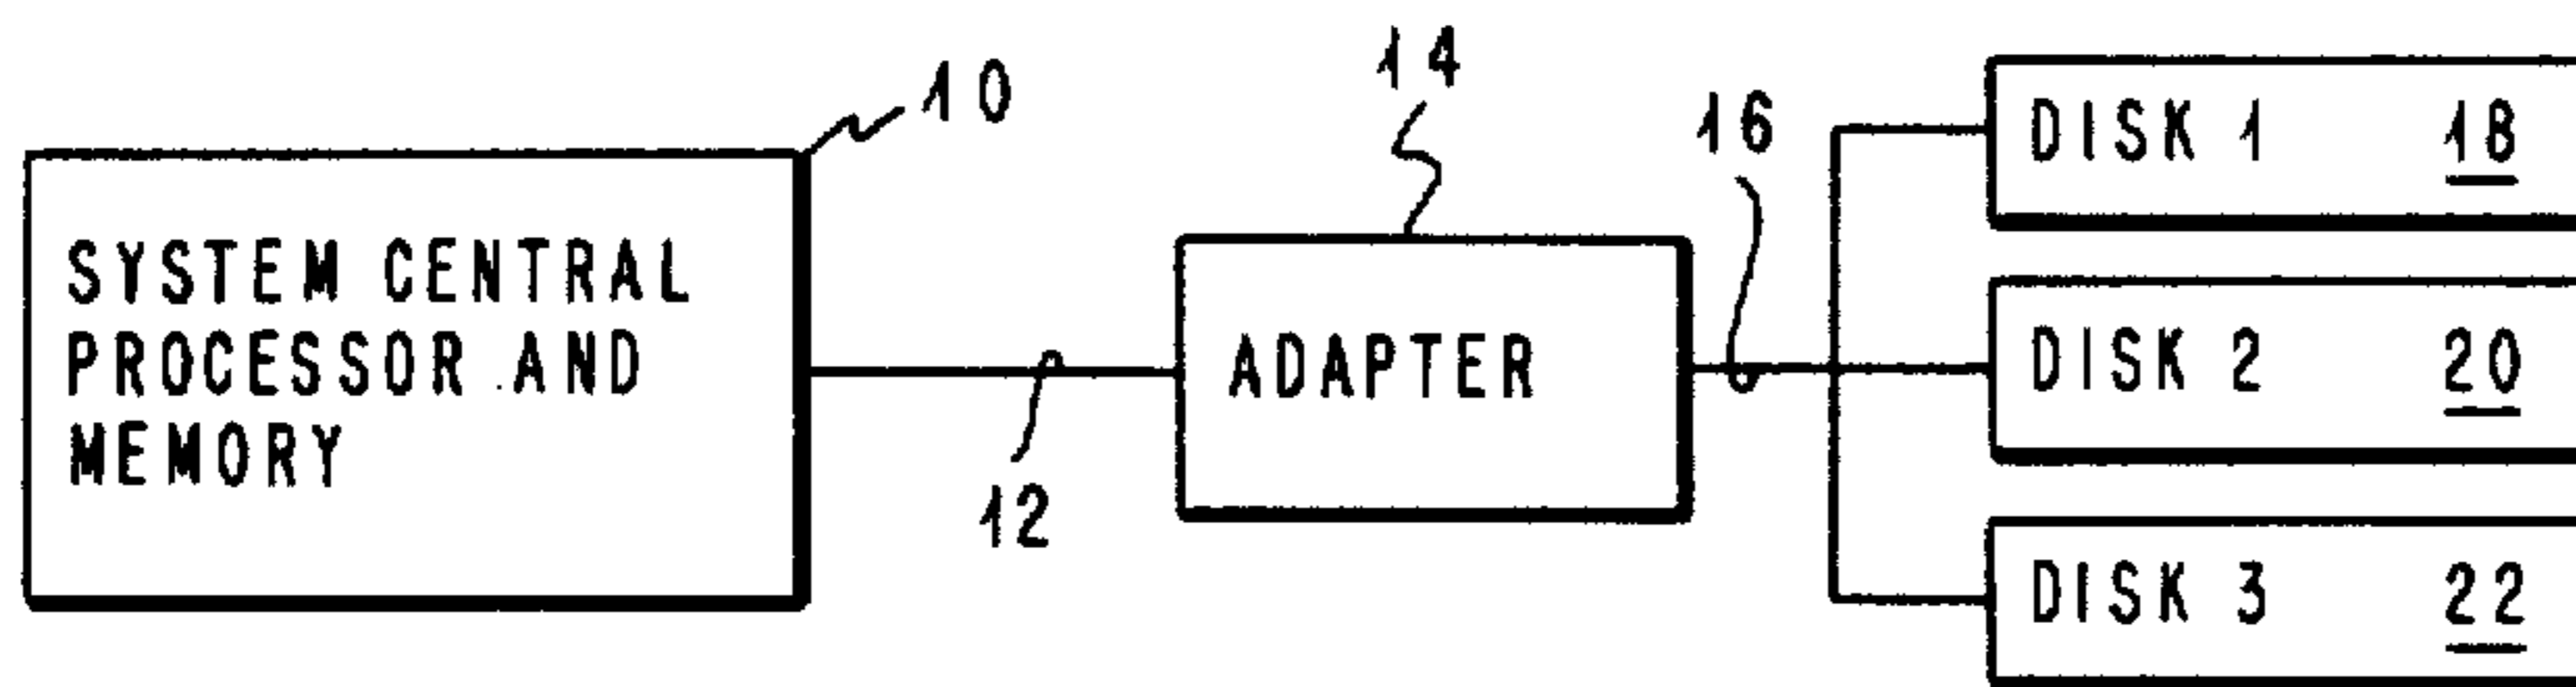 10
SYSTEM CENTRAL
PROCESSOR AND
MEMORY
12
14
ADAPTER
16
DISK 1 18
DISK 2 20
DISK 3 22